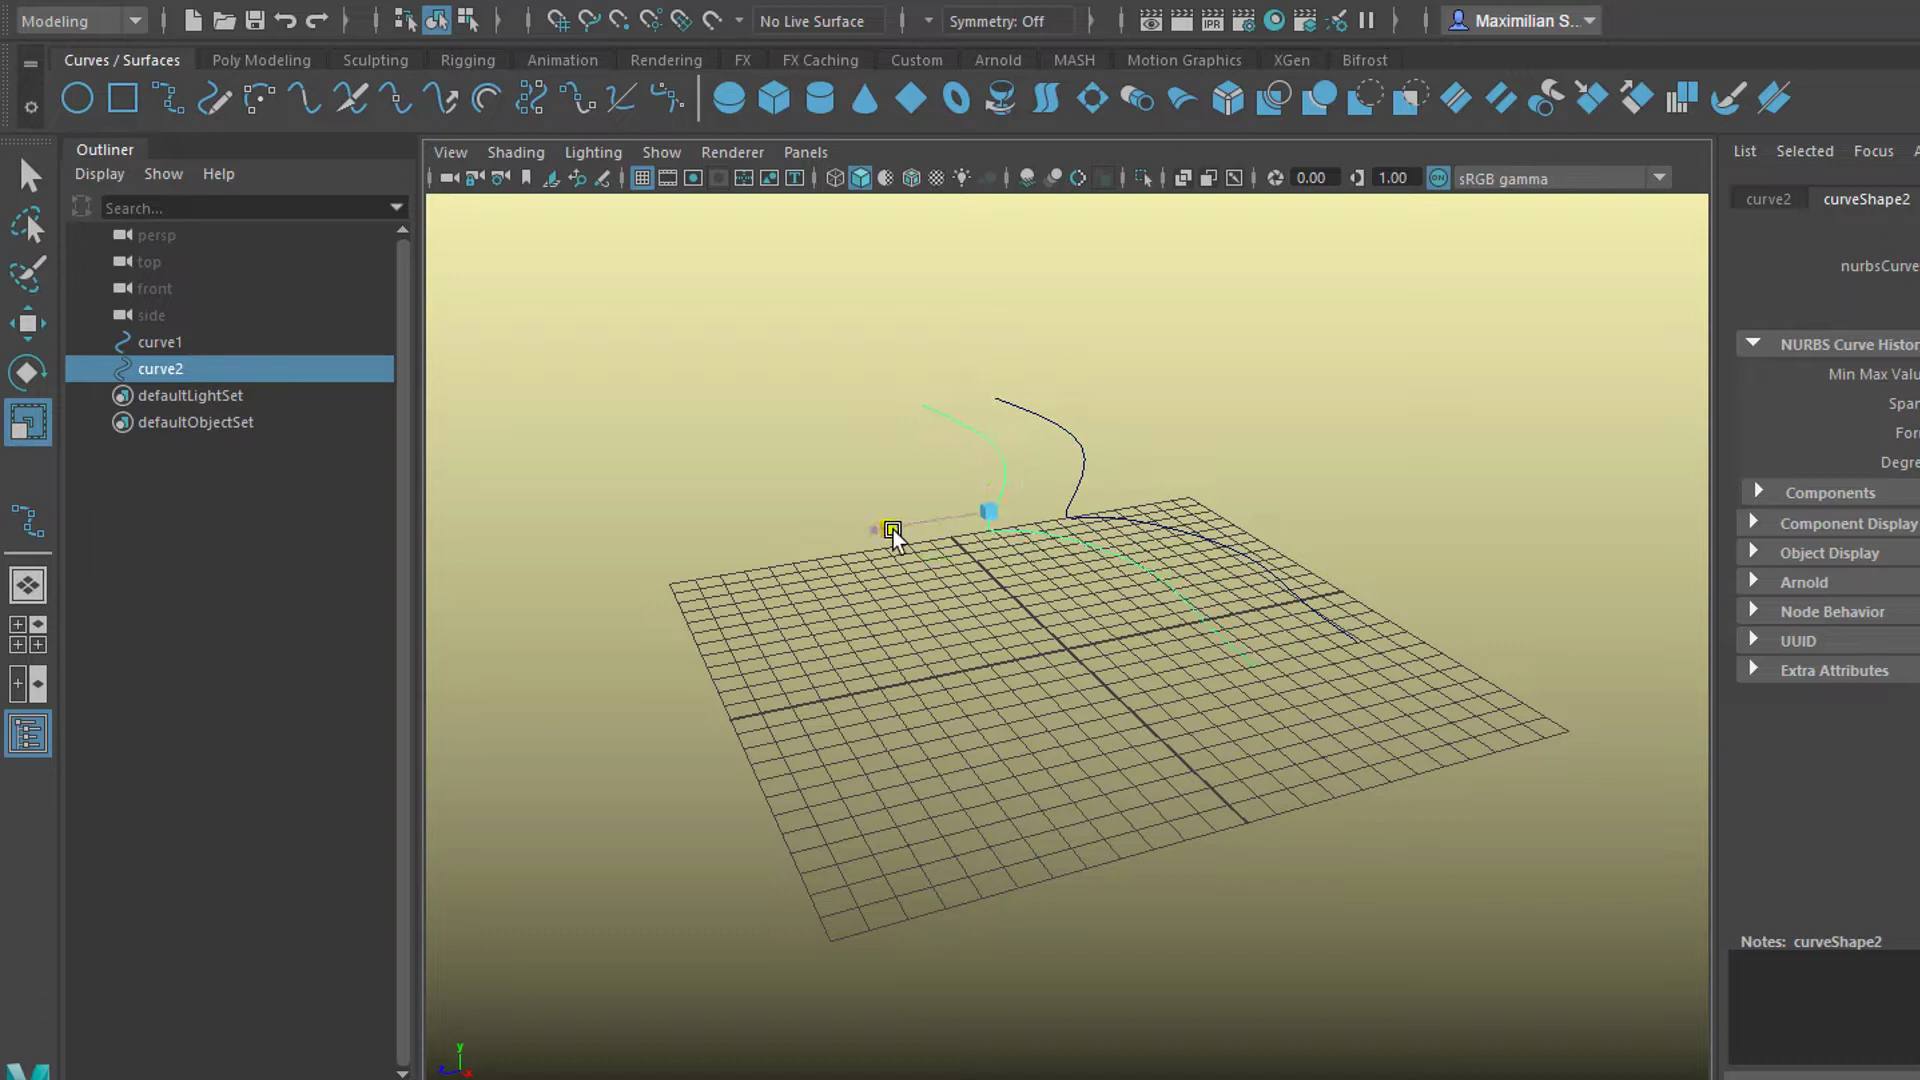 Modeling
No Live Surface
Symmetry: Off
IPR
Maximilian S...
Curves / Surfaces
Poly Modeling
Sculpting
Rigging
Animation
Rendering
FX
FX Caching
Custom
Arnold
MASH
Motion Graphics
XGen
Bifrost
Outliner
Display
Show
Help
Search...
persp
top
front
side
curve1
curve2
defaultLightSet
defaultObjectSet
View
Shading
Lighting
Show
Renderer
Panels
0.00
1.00
ON
sRGB gamma
y
z
x
List
Selected
Focus
A
curve2
curveShape2
nurbsCurve
NURBS Curve Histor
Min Max Valu
Span
For
Degre
Components
Component Display
Object Display
Arnold
Node Behavior
UUID
Extra Attributes
Notes: curveShape2